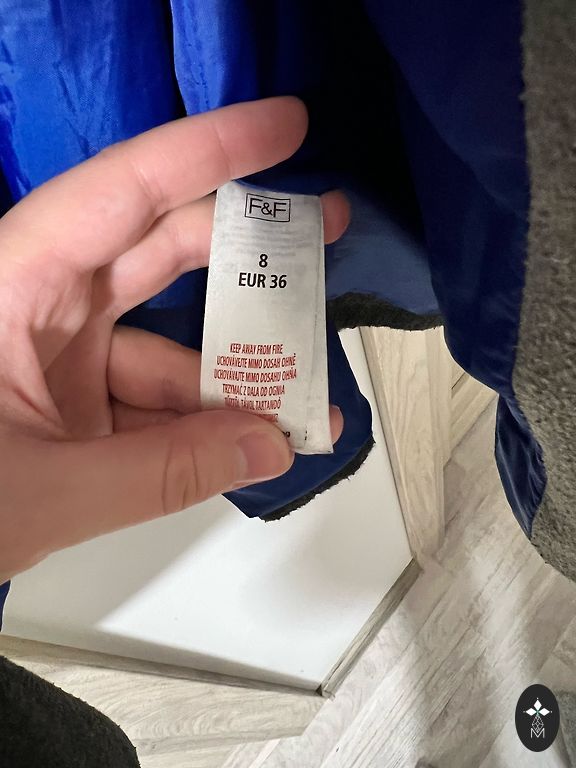 F&F
8
EUR 36
KEEP AWAY FROM FIRE
UCHOVÁVEJTE MIMO DOSAH OHNĚ
UCHOVÁVAJTE MIMO DOSAHU OHŇA
TRZYMAĆ Z DALA OD OGNIA
TŰZTŐL TÁVOL TARTANDÓ
M